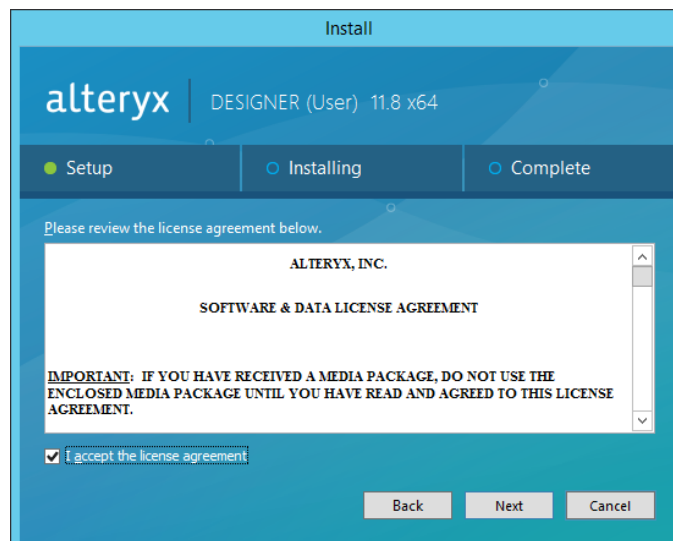 Install
alteryx DESIGNER (User) 11.8 x64
Setup Installing Complete
Please review the license agreement below.
ALTERYX, INC.
SOFTWARE & DATA LICENSE AGREEMENT
IMPORTANT: IF YOU HAVE RECEIVED A MEDIA PACKAGE, DO NOT USE THE
ENCLOSED MEDIA PACKAGE UNTIL YOU HAVE READ AND AGREED TO THIS LICENSE
AGREEMENT.
I accept the license agreement
Back Next Cancel